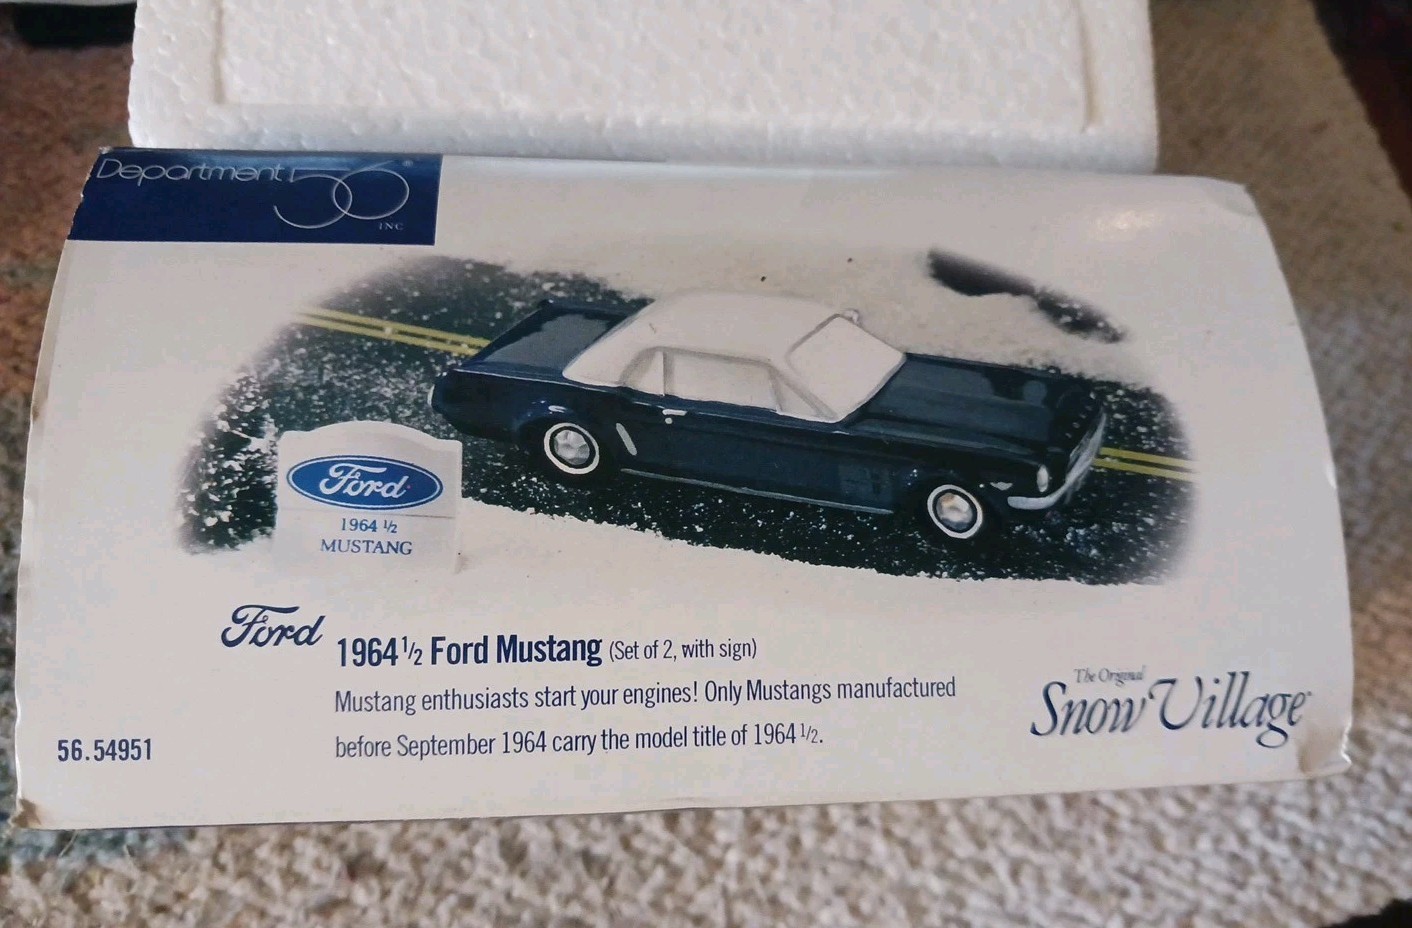 Department 56®
INC
Ford
1964 ½
MUSTANG
Ford
1964½ Ford Mustang (Set of 2, with sign)
Mustang enthusiasts start your engines! Only Mustangs manufactured
before September 1964 carry the model title of 1964½.
The Original
Snow Village®
56.54951